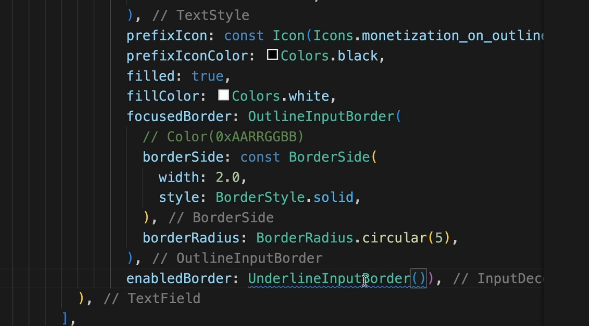 ), // TextStyle
prefixIcon: const Icon(Icons.monetization_on_outlin
prefixIconColor: Colors.black,
filled: true,
fillColor: Colors.white,
focusedBorder: OutlineInputBorder(
// Color(0xAARRGGBB)
borderSide: const BorderSide(
width: 2.0,
style: BorderStyle.solid,
), // BorderSide
borderRadius: BorderRadius.circular(5),
), // OutlineInputBorder
enabledBorder: UnderlineInputBorder()), // InputDec
), // TextField
],